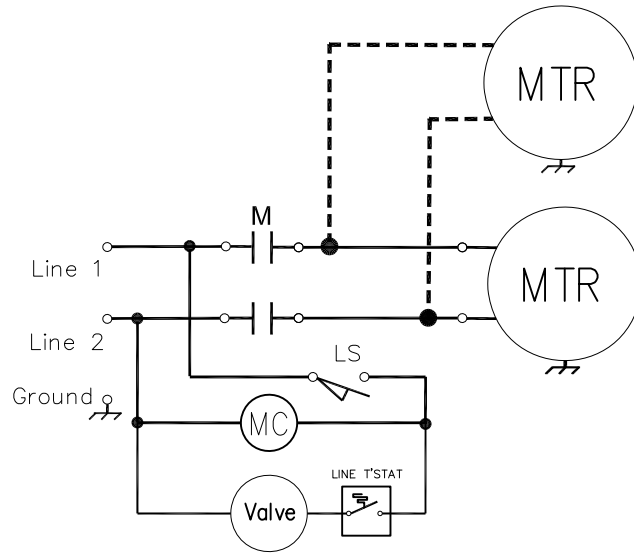 MTR
M
Line 1
MTR
Line 2
LS
Ground
MC
LINE T'STAT
Valve